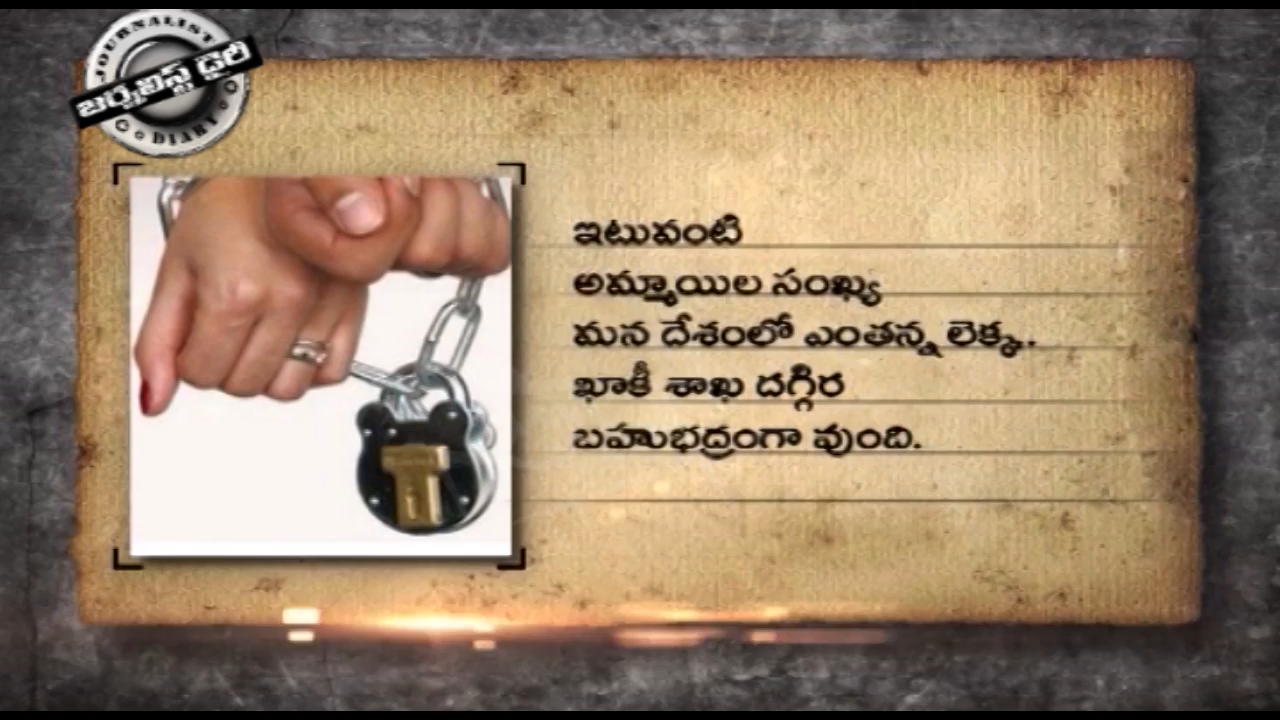 JOURNALIST
జర్నలిస్ట్ డైరీ
DIARY
ఇటువంటి
అమ్మాయిల సంఖ్య
మన దేశంలో ఎంతన్న లెక్క..
ఖాకీ శాఖ దగ్గిర
బహుభద్రంగా వుంది.